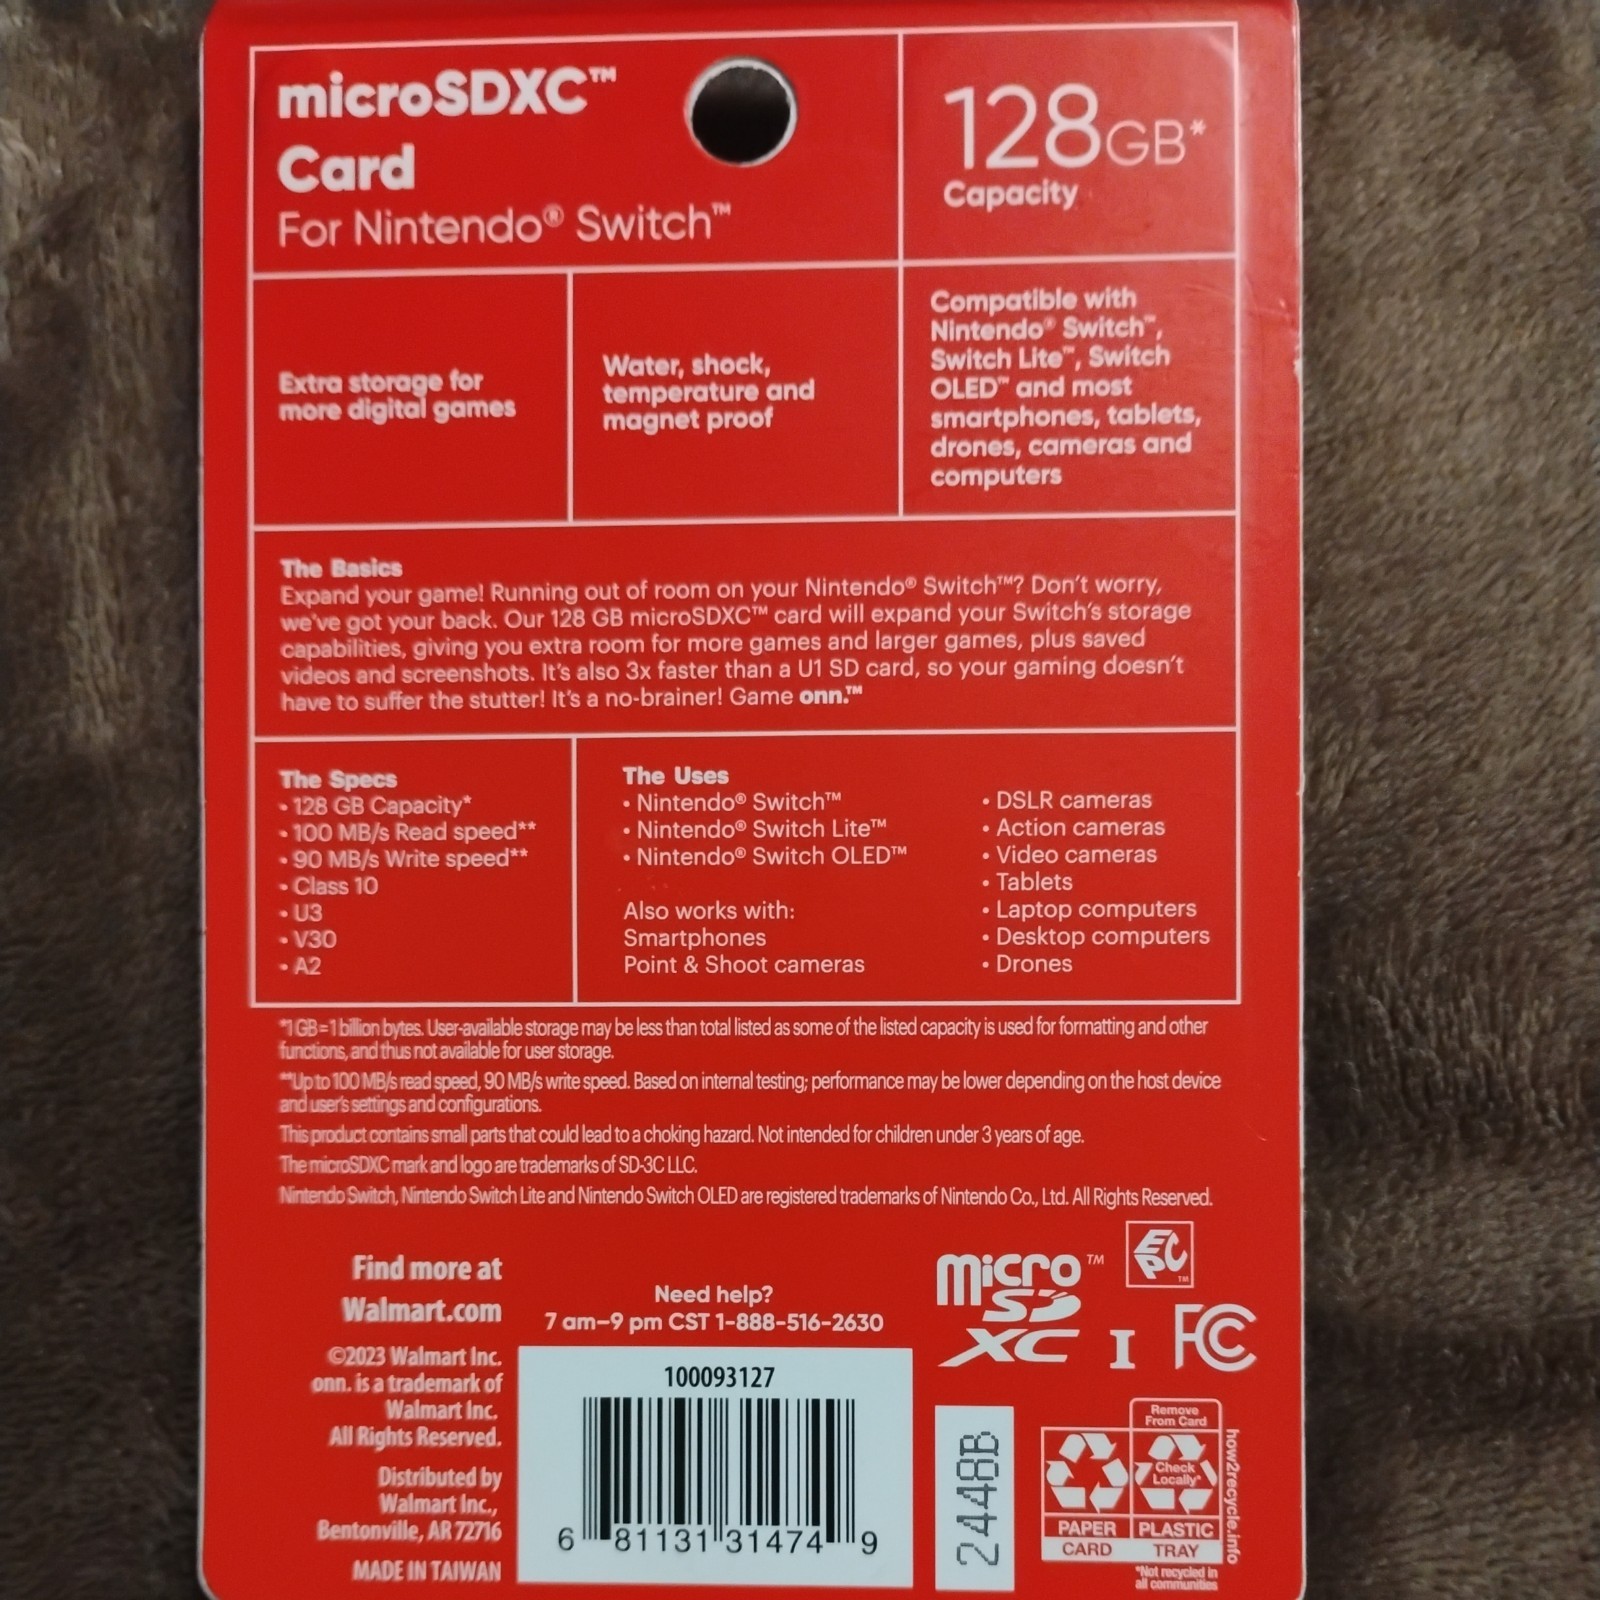 microSDXC™
Card
For Nintendo® Switch™
128GB*
Capacity
Extra storage for
more digital games
Water, shock,
temperature and
magnet proof
Compatible with
Nintendo® Switch™,
Switch Lite™, Switch
OLED™ and most
smartphones, tablets,
drones, cameras and
computers
The Basics
Expand your game! Running out of room on your Nintendo® Switch™? Don't worry,
we've got your back. Our 128 GB microSDXC™ card will expand your Switch's storage
capabilities, giving you extra room for more games and larger games, plus saved
videos and screenshots. It's also 3x faster than a U1 SD card, so your gaming doesn't
have to suffer the stutter! It's a no-brainer! Game onn.™
The Specs
• 128 GB Capacity*
• 100 MB/s Read speed**
• 90 MB/s Write speed**
• Class 10
• U3
• V30
• A2
The Uses
• Nintendo® Switch™
• Nintendo® Switch Lite™
• Nintendo® Switch OLED™
Also works with:
Smartphones
Point & Shoot cameras
• DSLR cameras
• Action cameras
• Video cameras
• Tablets
• Laptop computers
• Desktop computers
• Drones
*1 GB=1 billion bytes. User-available storage may be less than total listed as some of the listed capacity is used for formatting and other
functions, and thus not available for user storage.
**Up to 100 MB/s read speed, 90 MB/s write speed. Based on internal testing; performance may be lower depending on the host device
and user's settings and configurations.
This product contains small parts that could lead to a choking hazard. Not intended for children under 3 years of age.
The microSDXC mark and logo are trademarks of SD-3C LLC.
Nintendo Switch, Nintendo Switch Lite and Nintendo Switch OLED are registered trademarks of Nintendo Co., Ltd. All Rights Reserved.
Find more at
Walmart.com
©2023 Walmart Inc.
onn. is a trademark of
Walmart Inc.
All Rights Reserved.
Distributed by
Walmart Inc.,
Bentonville, AR 72716
MADE IN TAIWAN
Need help?
7 am–9 pm CST 1-888-516-2630
100093127
6 81131 31474 9
micro™
SD
XC I
EC
PC™
FC
2448B
Remove
From Card
Check
Locally*
PAPER
CARD
PLASTIC
TRAY
*Not recycled in
all communities
how2recycle.info